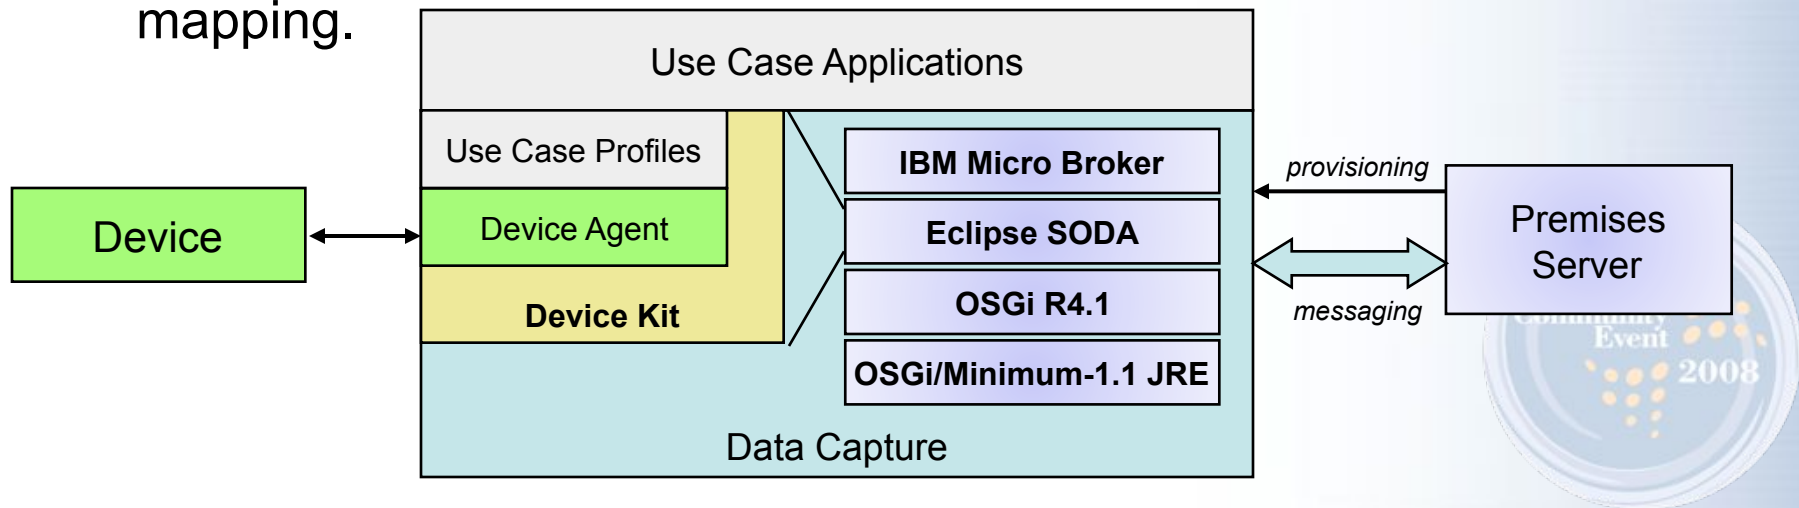 mapping.
Use Case Applications
Use Case Profiles
IBM Micro Broker
provisioning
Device
Device Agent
Eclipse SODA
Premises
Server
Device Kit
OSGi R4.1
messaging
Community
Event
2008
OSGi/Minimum-1.1 JRE
Data Capture